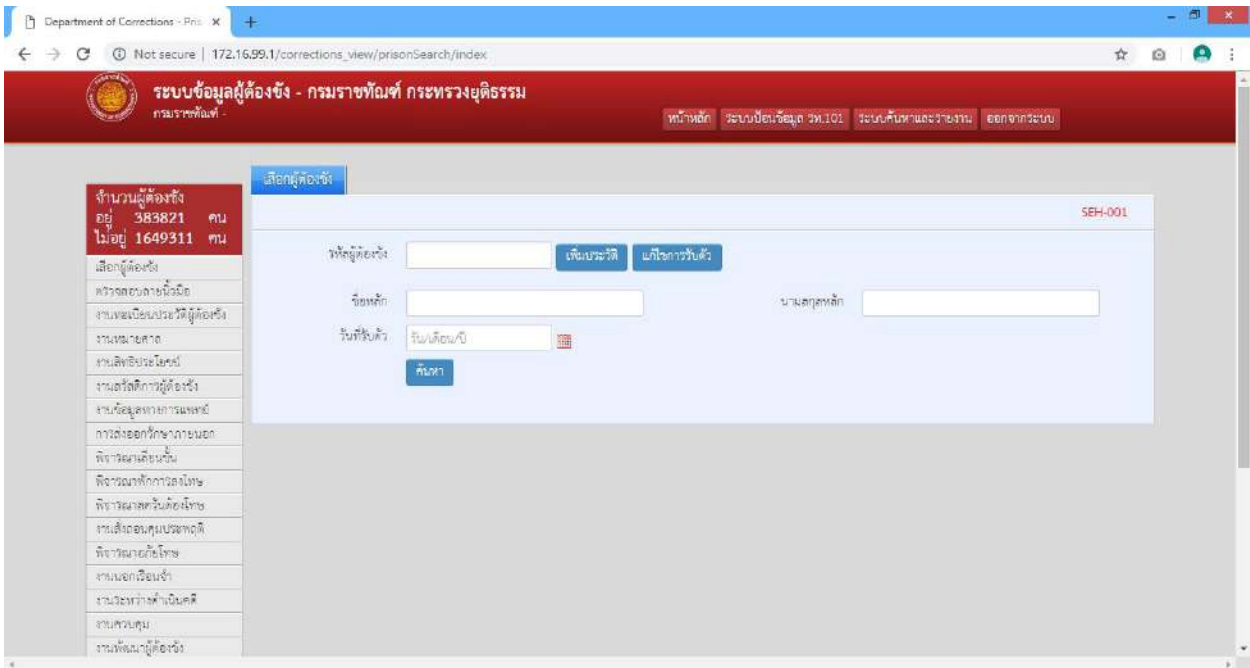 Department of Corrections - Pris
Not secure | 172.16.99.1/corrections_view/prisonSearch/index
ระบบข้อมูลผู้ต้องขัง - กรมราชทัณฑ์ กระทรวงยุติธรรม
กรมราชทัณฑ์ -
หน้าหลัก ระบบป้อนข้อมูล วท.101 ระบบค้นหาและรายงาน ออกจากระบบ
เลือกผู้ต้องขัง
จำนวนผู้ต้องขัง
อยู่ 383821 คน
ไม่อยู่ 1649311 คน
SEH-001
รหัสผู้ต้องขัง เพิ่มประวัติ แก้ไขการรับตัว
ชื่อหลัก นามสกุลหลัก
วันที่รับตัว วัน/เดือน/ปี
ค้นหา
เลือกผู้ต้องขัง
ตรวจสอบลายนิ้วมือ
งานทะเบียนประวัติผู้ต้องขัง
งานหมายศาล
งานสิทธิประโยชน์
งานสวัสดิการผู้ต้องขัง
งานข้อมูลทางการแพทย์
การส่งออกรักษาภายนอก
พิจารณาเลื่อนชั้น
พิจารณาพักการลงโทษ
พิจารณาลดวันต้องโทษ
พิจารณาอภัยโทษ
งานนอกเรือนจำ
งานระหว่างดำเนินคดี
งานควบคุม
งานพัฒนาผู้ต้องขัง